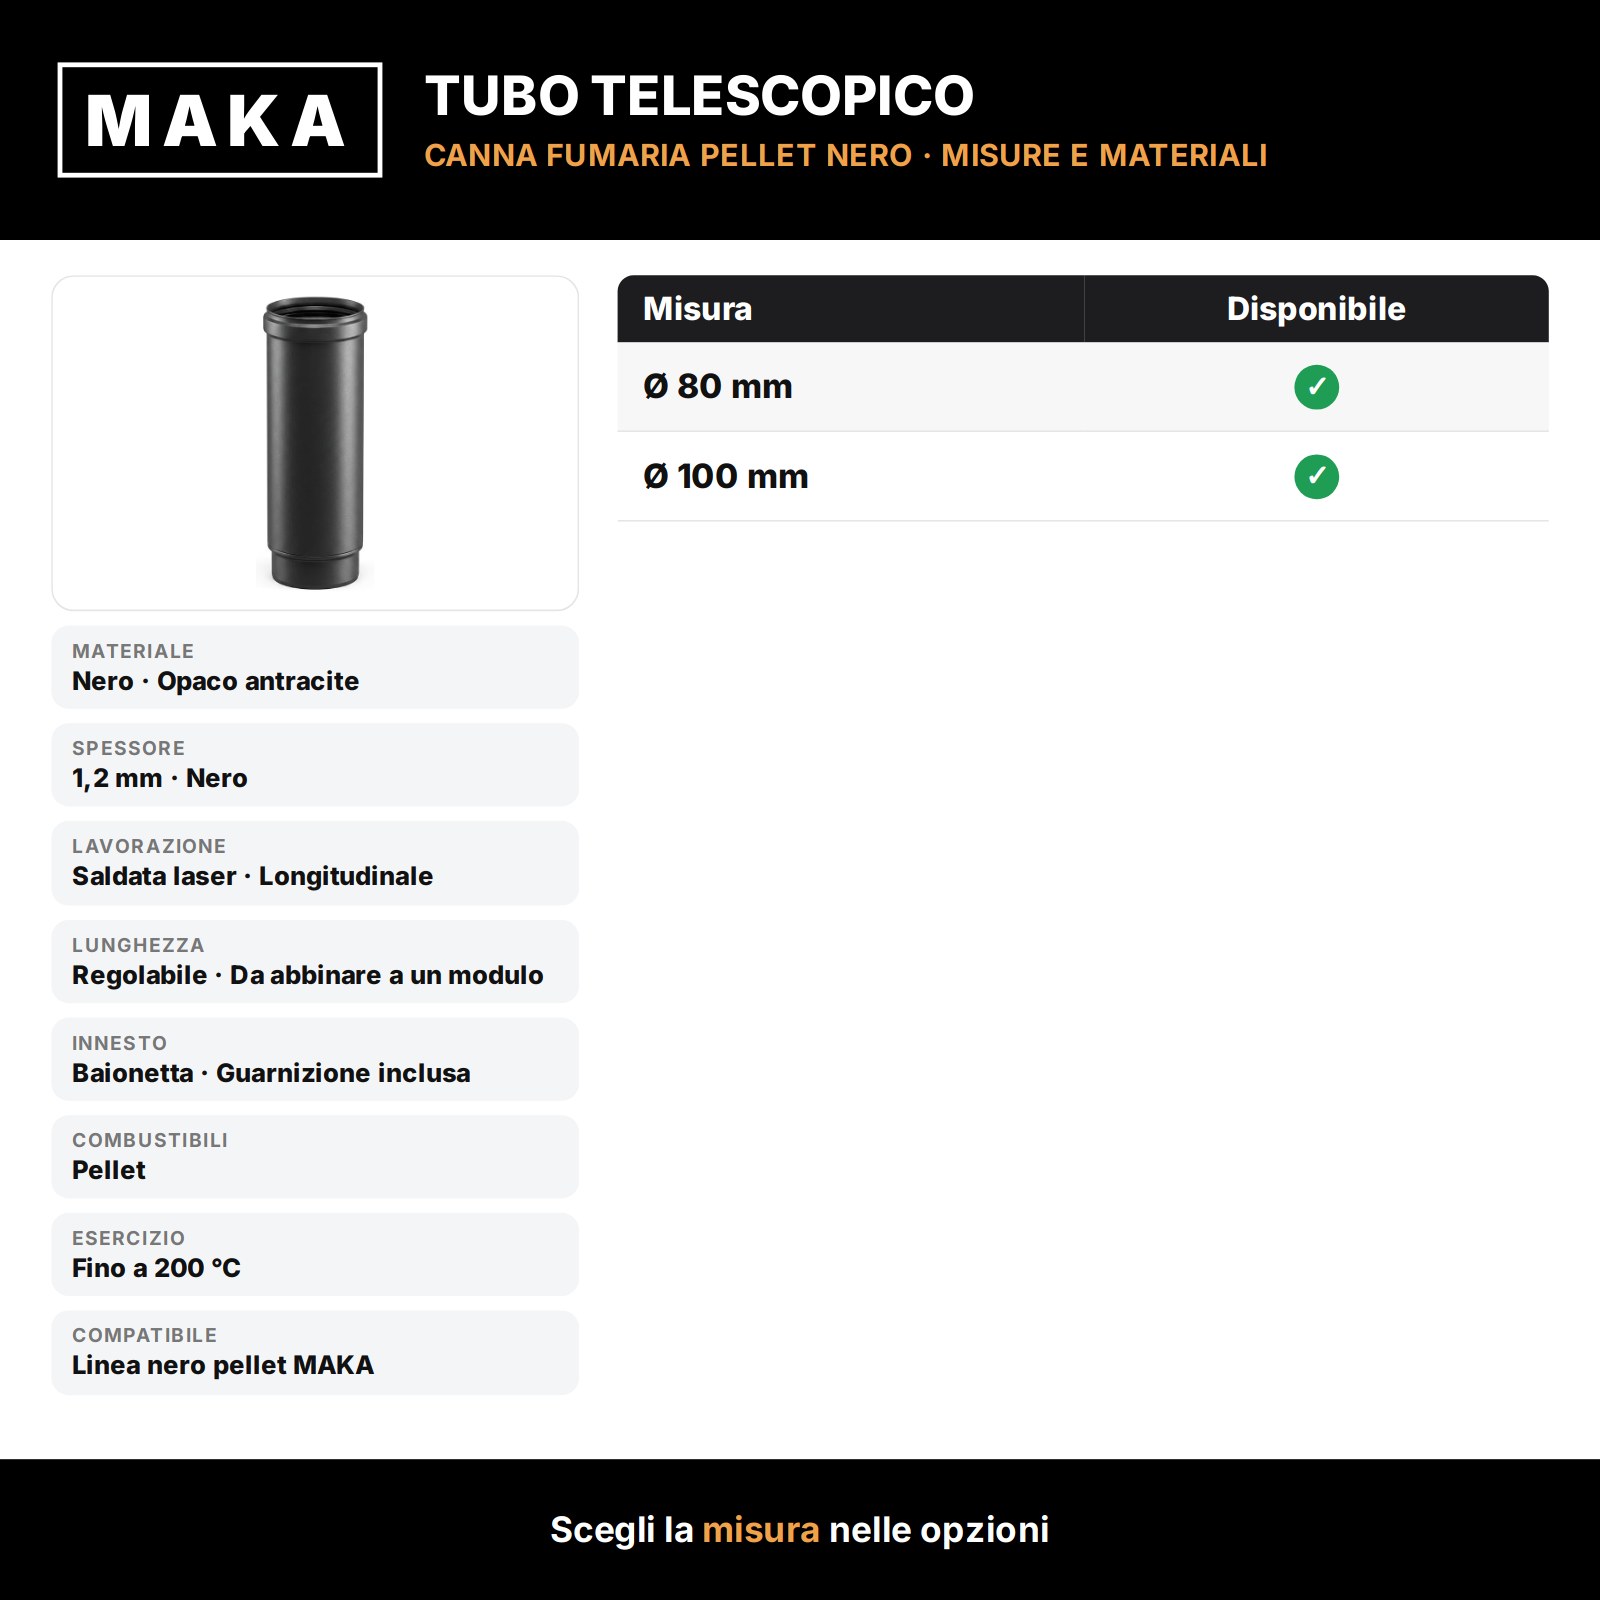 MAKA
TUBO TELESCOPICO
CANNA FUMARIA PELLET NERO · MISURE E MATERIALI
Misura Disponibile
Ø 80 mm ✓
Ø 100 mm ✓
MATERIALE
Nero · Opaco antracite
SPESSORE
1,2 mm · Nero
LAVORAZIONE
Saldata laser · Longitudinale
LUNGHEZZA
Regolabile · Da abbinare a un modulo
INNESTO
Baionetta · Guarnizione inclusa
COMBUSTIBILI
Pellet
ESERCIZIO
Fino a 200 °C
COMPATIBILE
Linea nero pellet MAKA
Scegli la misura nelle opzioni